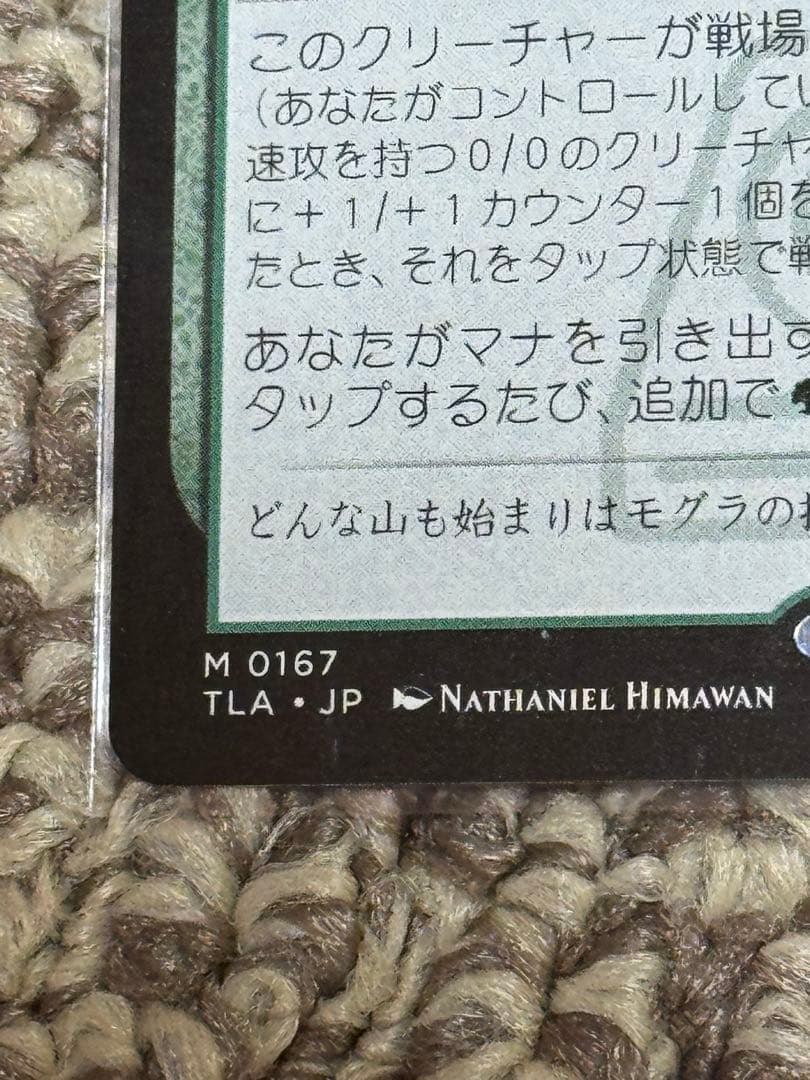 このクリーチャーが戦場
（あなたがコントロールしてい
速攻を持つ0/0のクリーチャ
に＋1/＋1カウンター1個を
たとき、それをタップ状態で戦
あなたがマナを引き出す
タップするたび、追加で
どんな山も始まりはモグラの
M 0167
TLA • JP NATHANIEL HIMAWAN